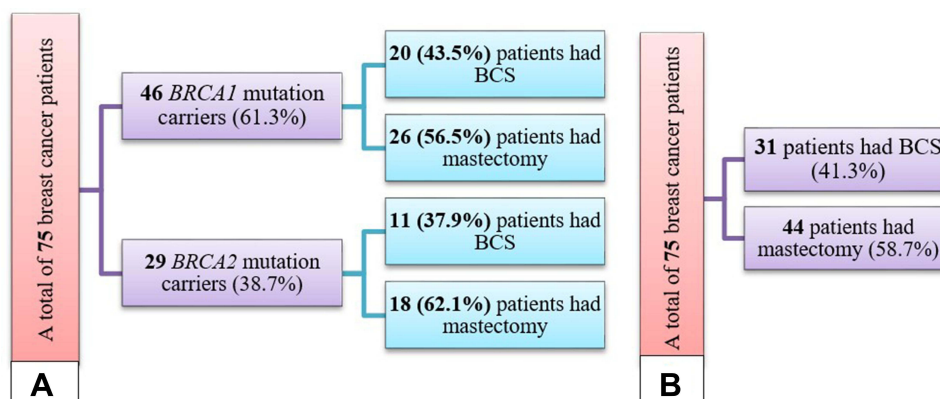 A total of 75 breast cancer patients
46 BRCA1 mutation
carriers (61.3%)
20 (43.5%) patients had
BCS
26 (56.5%) patients had
mastectomy
29 BRCA2 mutation
carriers (38.7%)
11 (37.9%) patients had
BCS
18 (62.1%) patients had
mastectomy
A
A total of 75 breast cancer patients
31 patients had BCS
(41.3%)
44 patients had
mastectomy (58.7%)
B